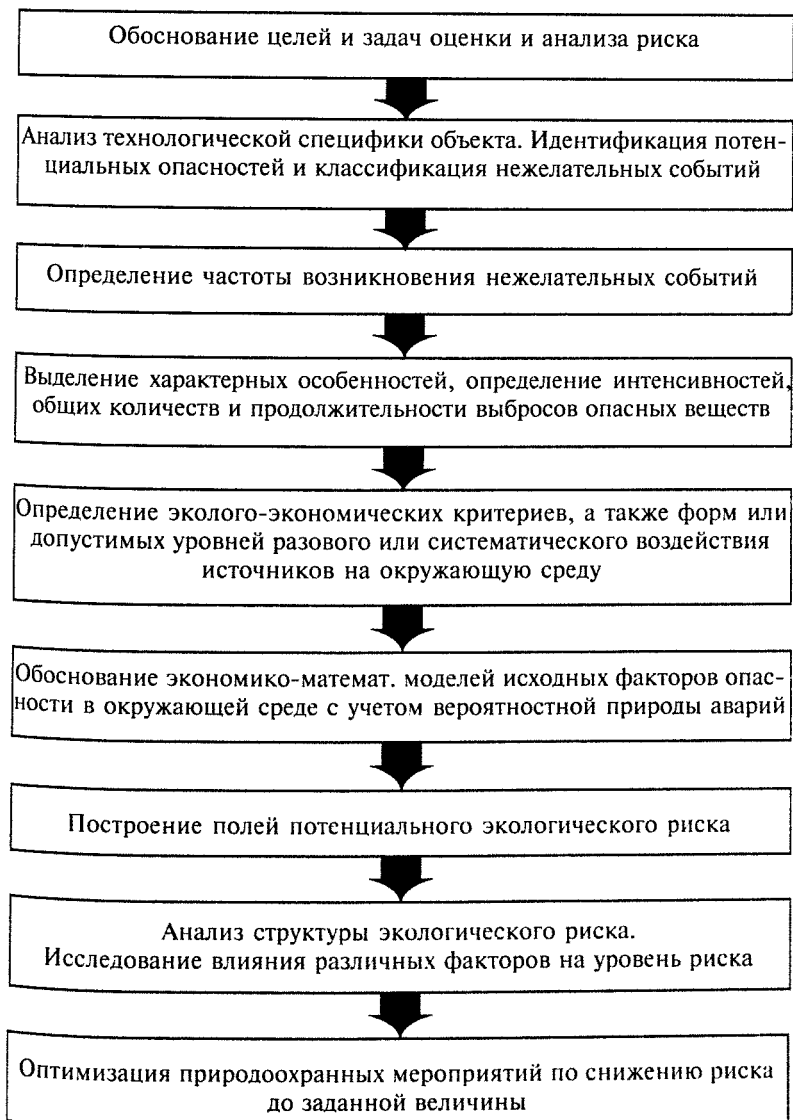 Обоснование целей и задач оценки и анализа риска
Анализ технологической специфики объекта. Идентификация потен-
циальных опасностей и классификация нежелательных событий
Определение частоты возникновения нежелательных событий
Выделение характерных особенностей, определение интенсивностей,
общих количеств и продолжительности выбросов опасных веществ
Определение эколого-экономических критериев, а также форм или
допустимых уровней разового или систематического воздействия
источников на окружающую среду
Обоснование экономико-математ. моделей исходных факторов опас-
ности в окружающей среде с учетом вероятностной природы аварий
Построение полей потенциального экологического риска
Анализ структуры экологического риска.
Исследование влияния различных факторов на уровень риска
Оптимизация природоохранных мероприятий по снижению риска
до заданной величины